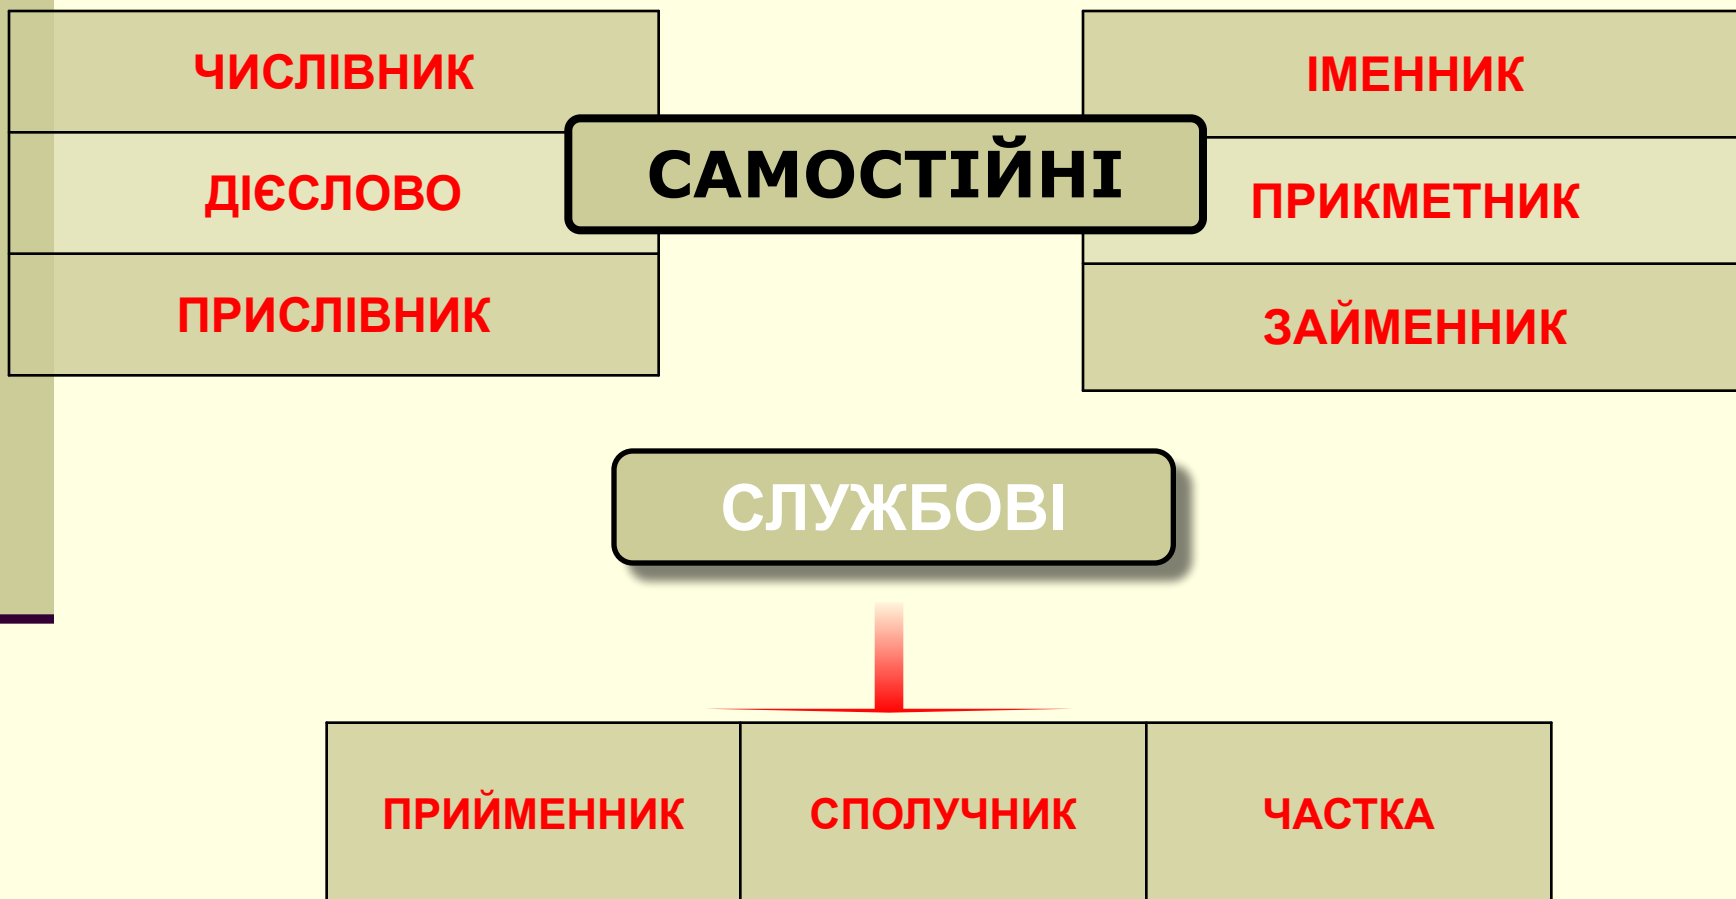 ЧИСЛІВНИК
ДІЄСЛОВО
ПРИСЛІВНИК
САМОСТІЙНІ
ІМЕННИК
ПРИКМЕТНИК
ЗАЙМЕННИК
СЛУЖБОВІ
ПРИЙМЕННИК
СПОЛУЧНИК
ЧАСТКА